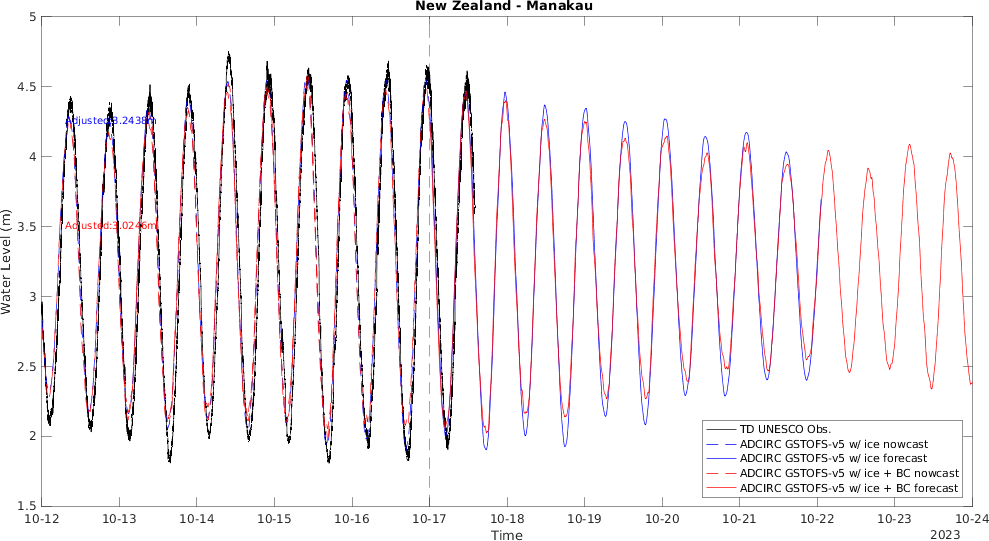 New Zealand - Manakau
5
4.5
4
3.5
3
2.5
2
1.5
Water Level (m)
Adjusted:3.2438m
Adjusted:3.0246m
TD UNESCO Obs.
ADCIRC GSTOFS-v5 w/ ice nowcast
ADCIRC GSTOFS-v5 w/ ice forecast
ADCIRC GSTOFS-v5 w/ ice + BC nowcast
ADCIRC GSTOFS-v5 w/ ice + BC forecast
10-12 10-13 10-14 10-15 10-16 10-17 10-18 10-19 10-20 10-21 10-22 10-23 10-24
Time
2023